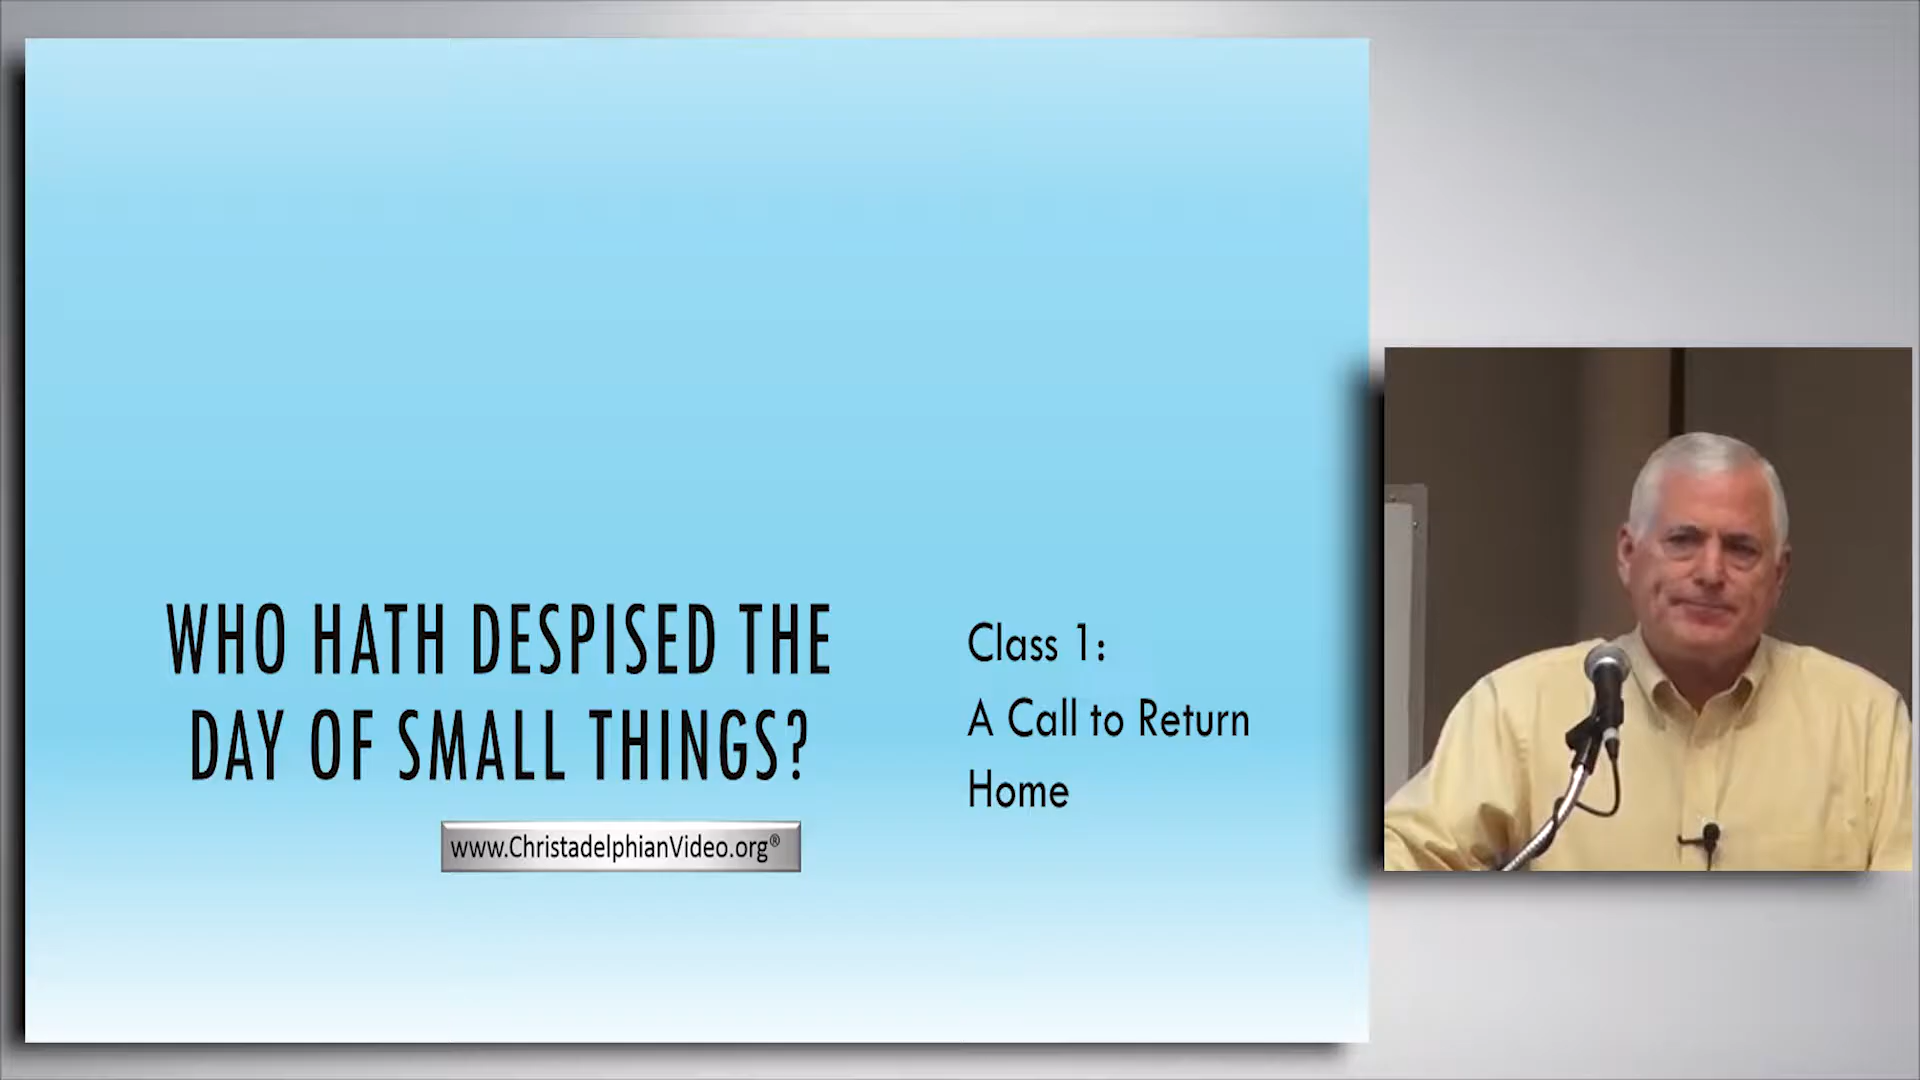 WHO HATH DESPISED THE
DAY OF SMALL THINGS?
www.ChristadelphianVideo.org®
Class 1:
A Call to Return
Home